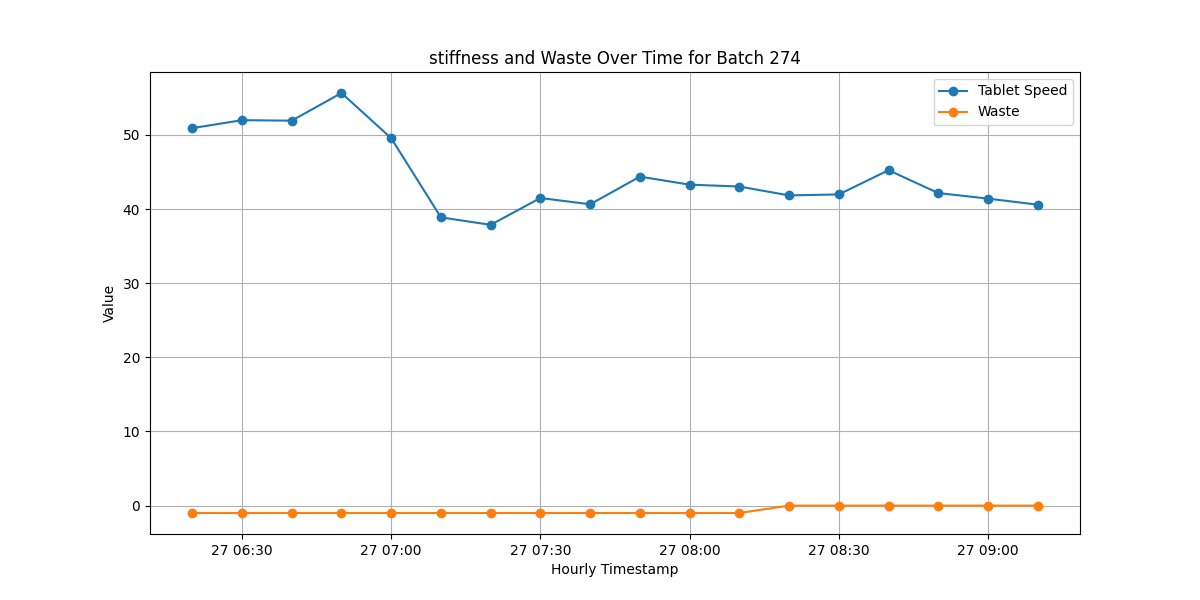 stiffness and Waste Over Time for Batch 274
Tablet Speed
Waste
Value
50
40
30
20
10
0
27 06:30
27 07:00
27 07:30
27 08:00
27 08:30
27 09:00
Hourly Timestamp